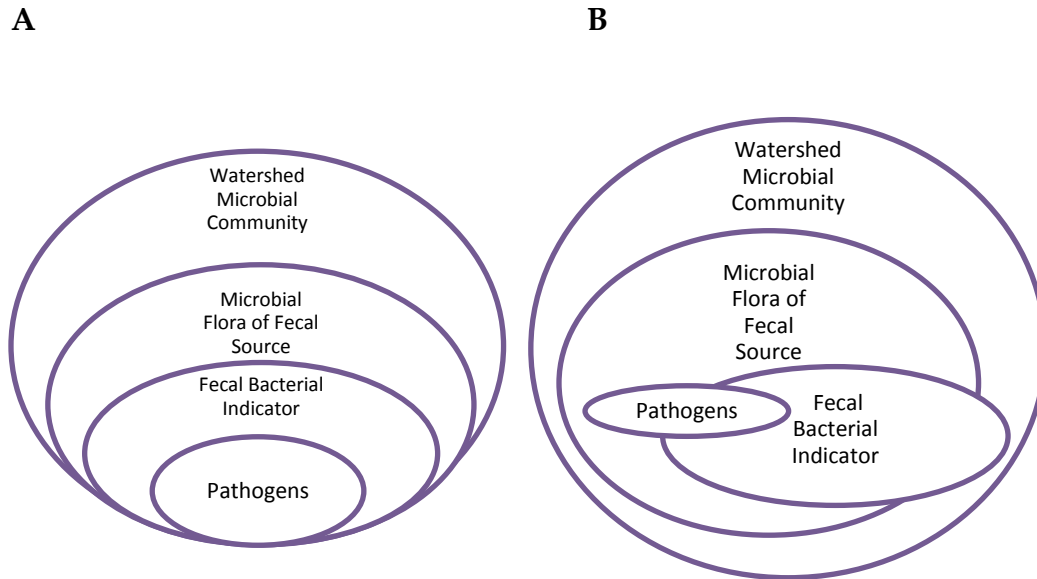 A
Watershed
Microbial
Community
Microbial
Flora of Fecal
Source
Fecal Bacterial
Indicator
Pathogens
B
Watershed
Microbial
Community
Microbial
Flora of
Fecal
Source
Pathogens
Fecal
Bacterial
Indicator